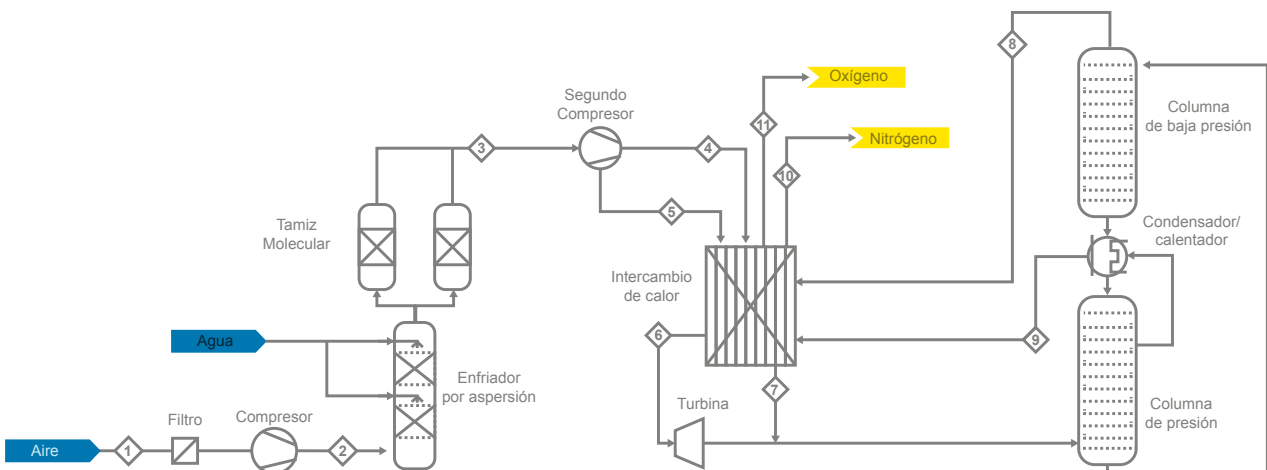 8
Oxígeno
Segundo
Compresor
Columna
de baja presión
11
Nitrógeno
3
4
10
5
Tamiz
Molecular
Condensador/
calentador
Intercambio
de calor
Agua
6
9
Enfriador
por aspersión
7
Turbina
Columna
de presión
Filtro
Compresor
Aire
1
2